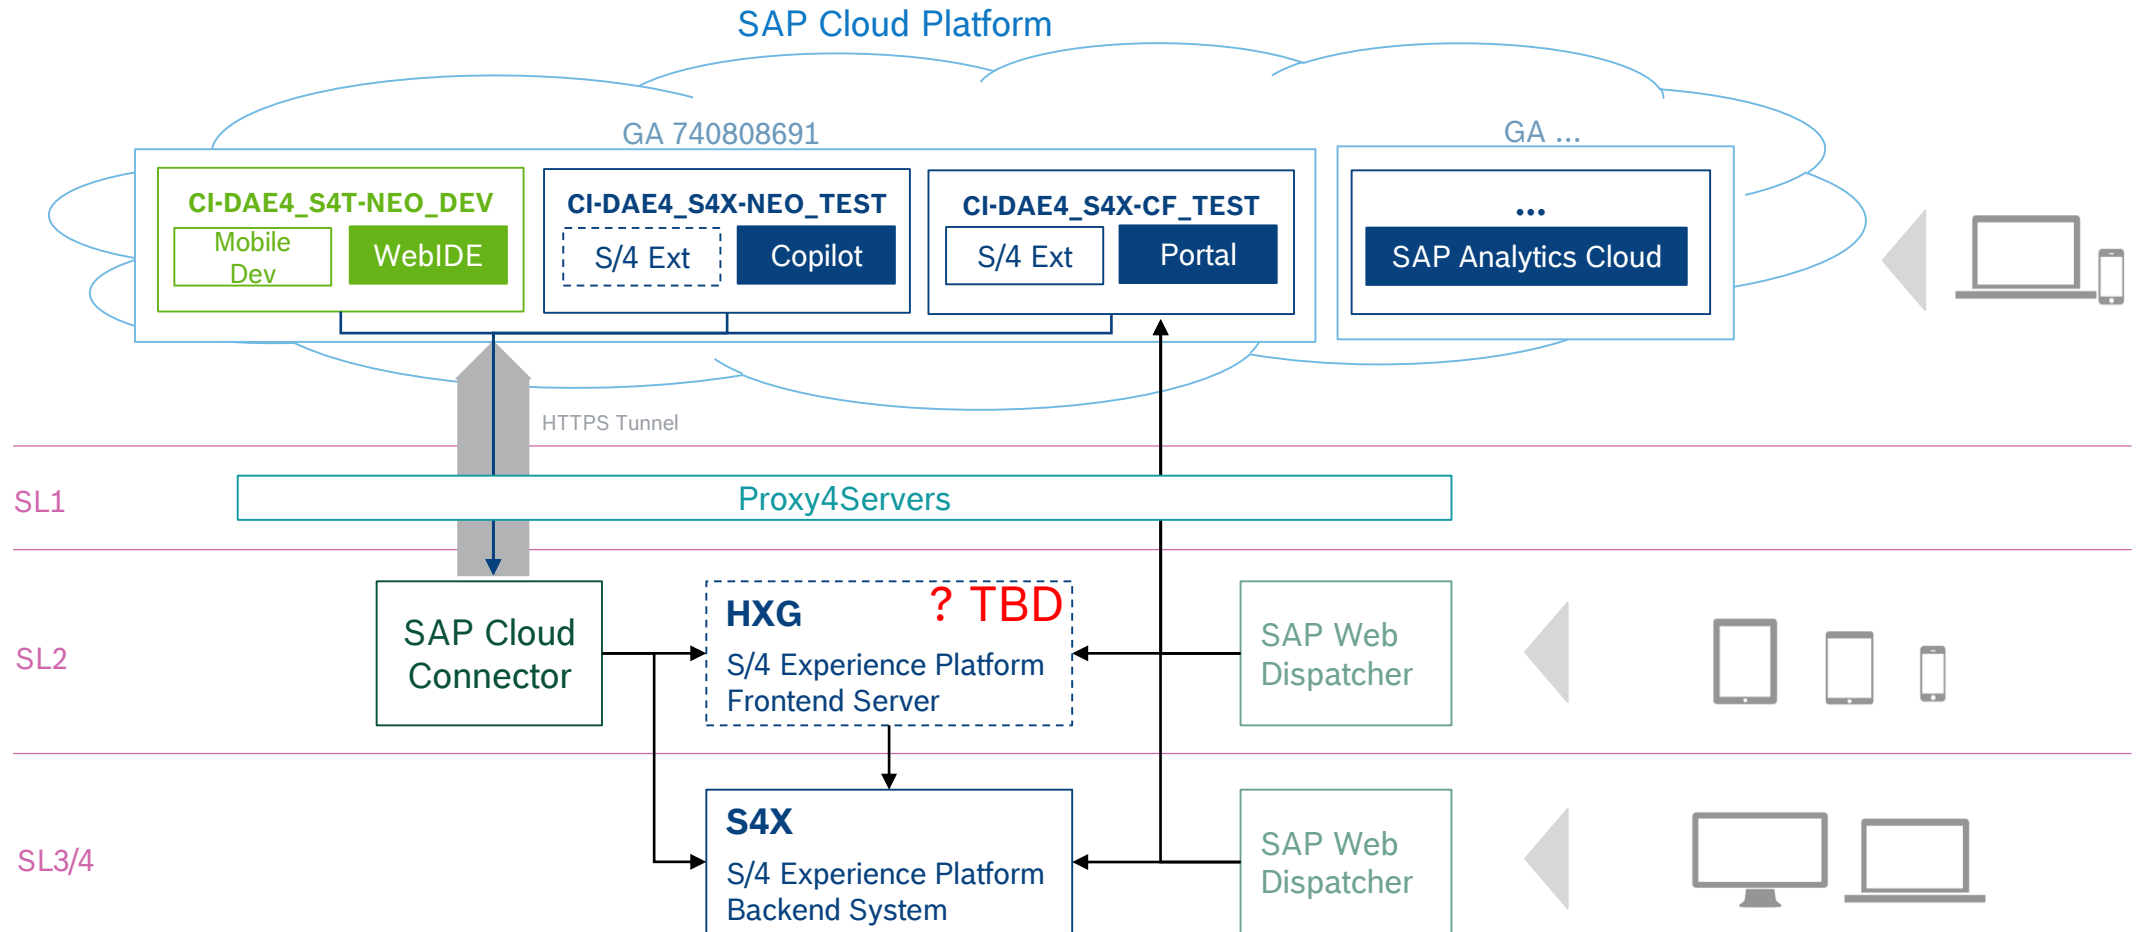 SAP Cloud Platform
GA 740808691
GA ...
CI-DAE4_S4T-NEO_DEV
Mobile
Dev
WebIDE
CI-DAE4_S4X-NEO_TEST
S/4 Ext
Copilot
CI-DAE4_S4X-CF_TEST
S/4 Ext
Portal
...
SAP Analytics Cloud
HTTPS Tunnel
SL1
Proxy4Servers
SL2
SAP Cloud
Connector
HXG
? TBD
S/4 Experience Platform
Frontend Server
SAP Web
Dispatcher
SL3/4
S4X
S/4 Experience Platform
Backend System
SAP Web
Dispatcher